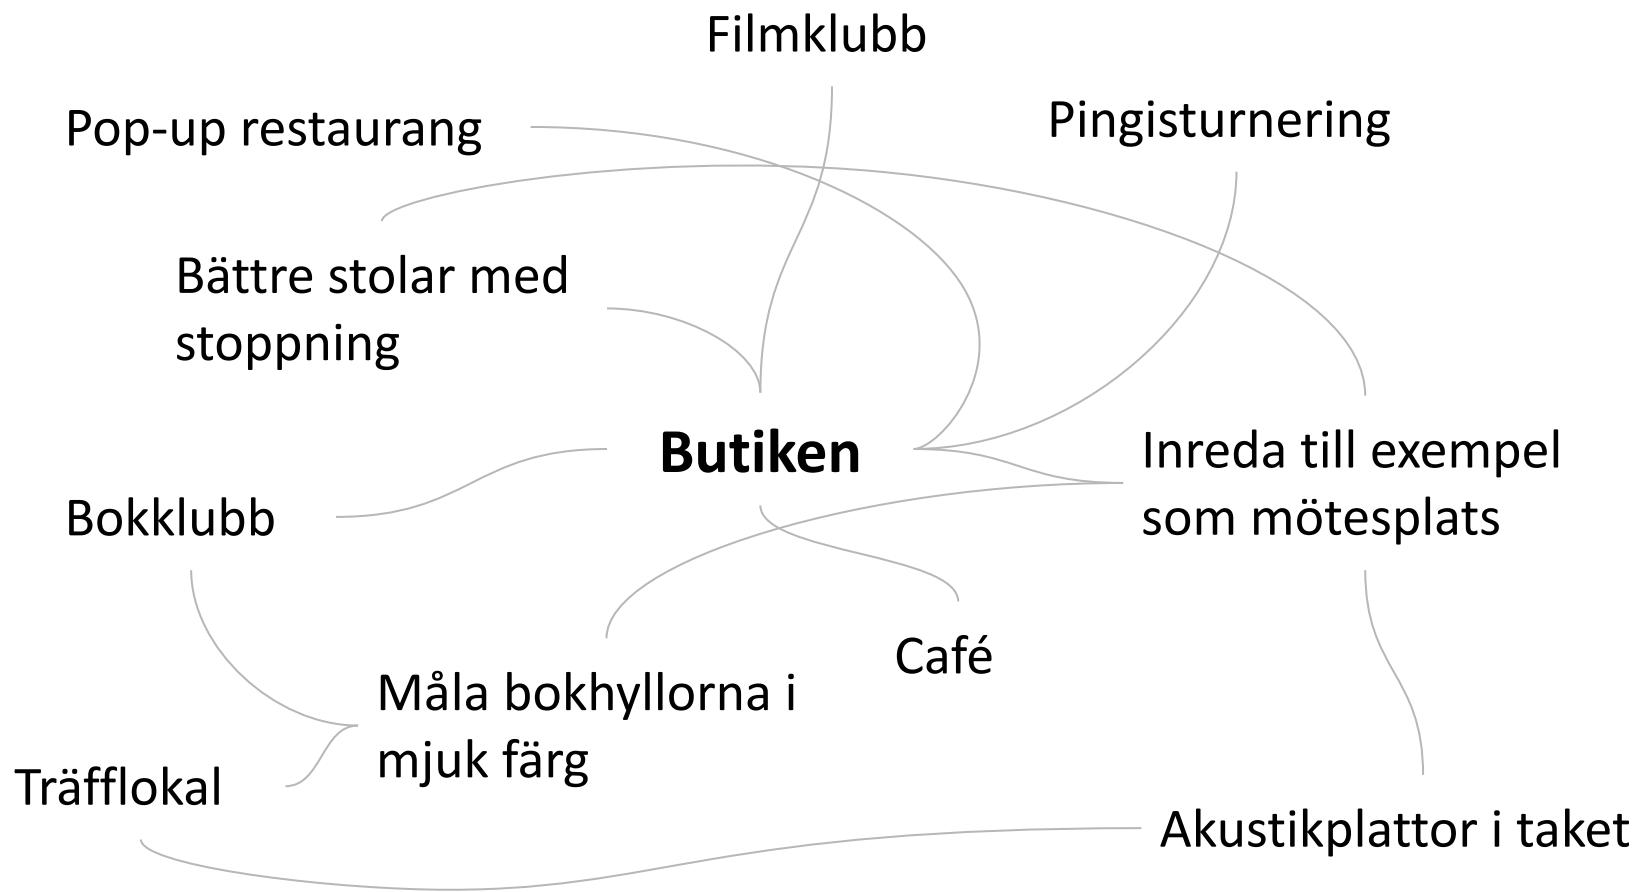 Filmklubb
Pop-up restaurang
Pingisturnering
Bättre stolar med
stoppning
Butiken
Inreda till exempel
som mötesplats
Bokklubb
Café
Måla bokhyllorna i
mjuk färg
Träfflokal
Akustikplattor i taket